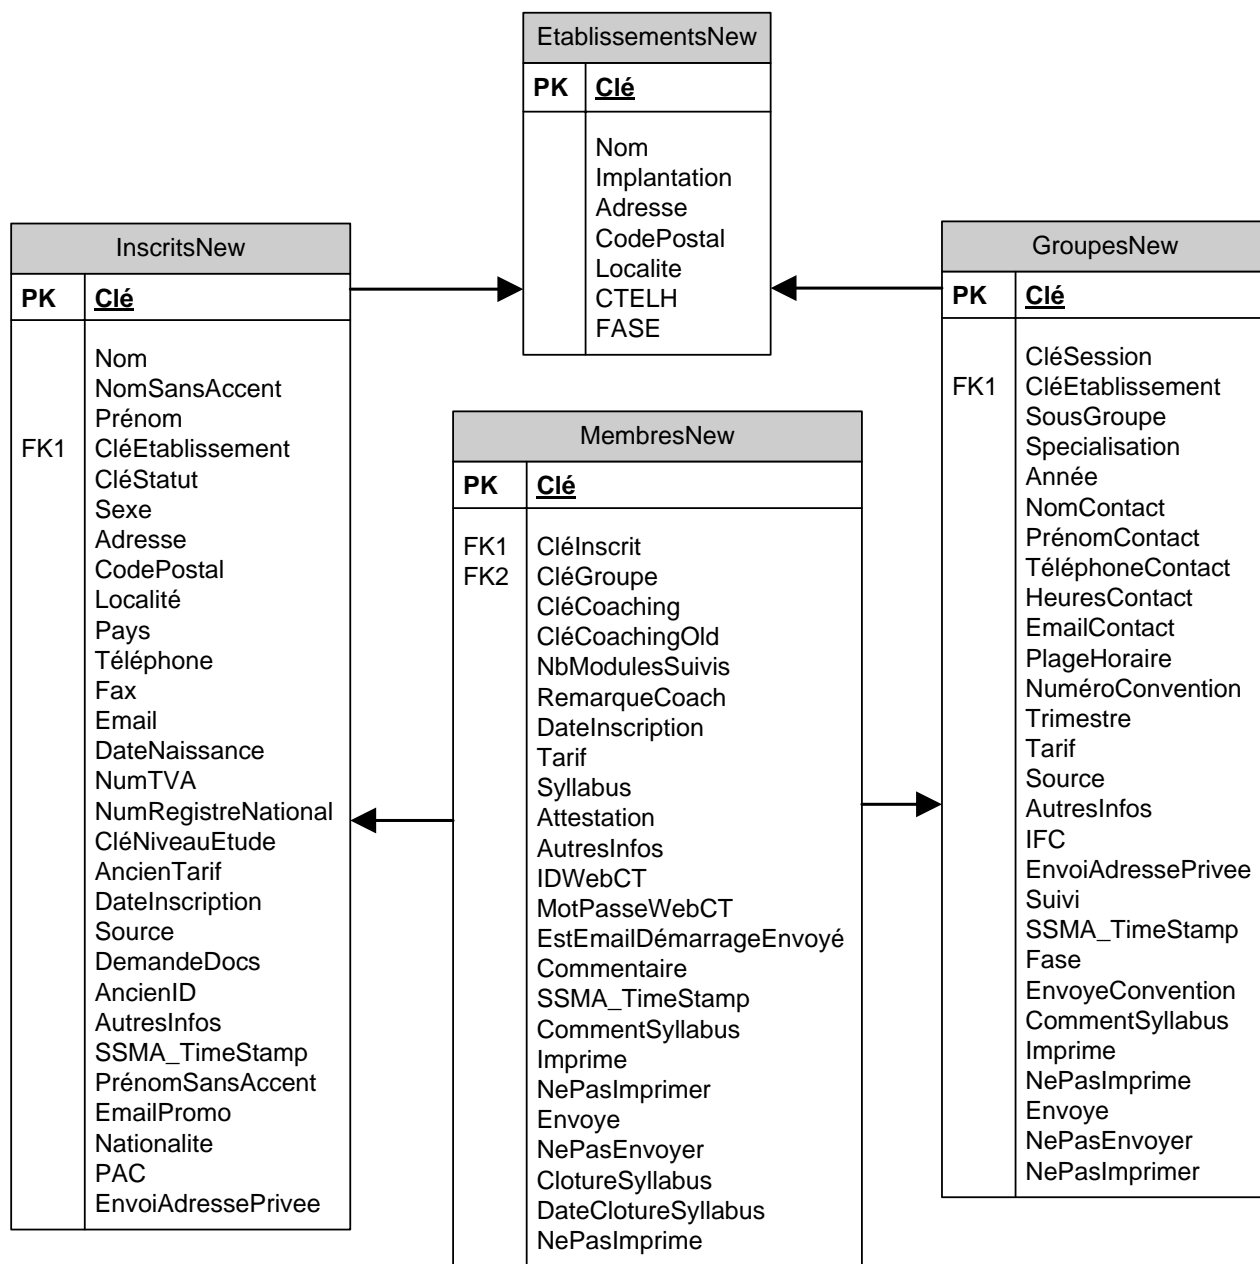 EtablissementsNew
PK Clé
Nom
Implantation
Adresse
CodePostal
Localite
CTELH
FASE
InscritsNew
PK Clé
Nom
NomSansAccent
Prénom
FK1 CléEtablissement
CléStatut
Sexe
Adresse
CodePostal
Localité
Pays
Téléphone
Fax
Email
DateNaissance
NumTVA
NumRegistreNational
CléNiveauEtude
AncienTarif
DateInscription
Source
DemandeDocs
AncienID
AutresInfos
SSMA_TimeStamp
PrénomSansAccent
EmailPromo
Nationalite
PAC
EnvoiAdressePrivee
MembresNew
PK Clé
FK1 CléInscrit
FK2 CléGroupe
CléCoaching
CléCoachingOld
NbModulesSuivis
RemarqueCoach
DateInscription
Tarif
Syllabus
Attestation
AutresInfos
IDWebCT
MotPasseWebCT
EstEmailDémarrageEnvoyé
Commentaire
SSMA_TimeStamp
CommentSyllabus
Imprime
NePasImprimer
Envoye
NePasEnvoyer
ClotureSyllabus
DateClotureSyllabus
NePasImprime
GroupesNew
PK Clé
CléSession
FK1 CléEtablissement
SousGroupe
Specialisation
Année
NomContact
PrénomContact
TéléphoneContact
HeuresContact
EmailContact
PlageHoraire
NuméroConvention
Trimestre
Tarif
Source
AutresInfos
IFC
EnvoiAdressePrivee
Suivi
SSMA_TimeStamp
Fase
EnvoyeConvention
CommentSyllabus
Imprime
NePasImprime
Envoye
NePasEnvoyer
NePasImprimer